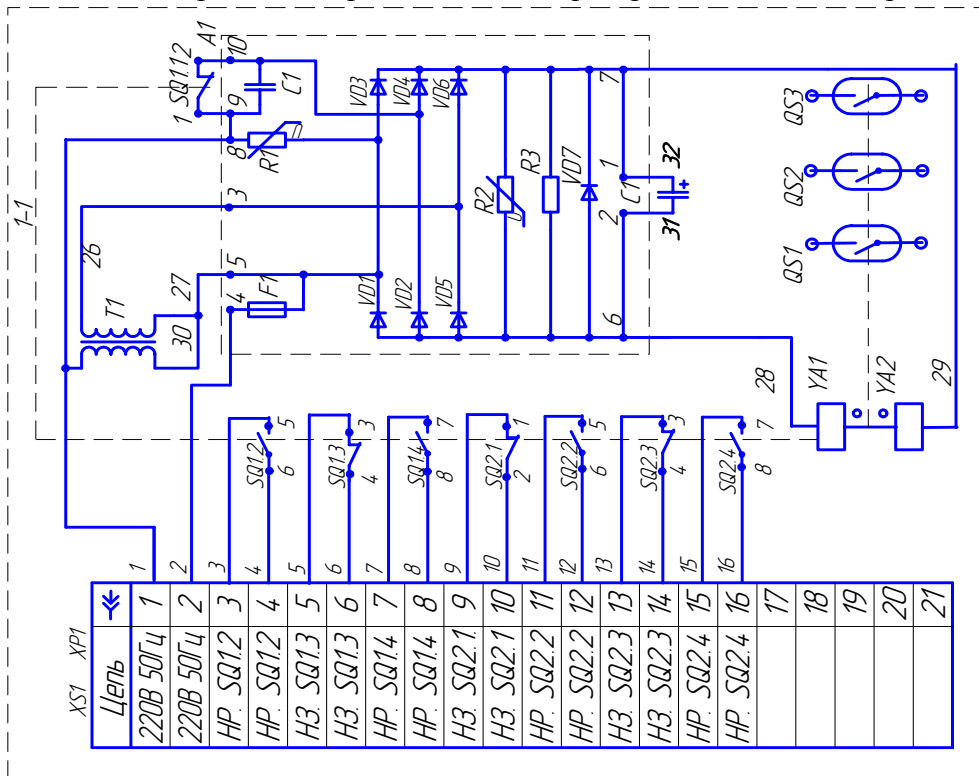 1-1
SQ1.1.2
A1
1
10
9
C1
8
R1
VD3
VD4
VD6
3
26
T1
27
30
5
4
F1
VD1
VD2
VD5
R2
U
R3
VD7
7
1
2
C1
+
32
31
6
QS3
QS2
QS1
28
YA1
YA2
29
SQ1.2
5
6
SQ1.3
3
4
SQ1.4
7
8
SQ2.1
1
2
SQ2.2
5
6
SQ2.3
3
4
SQ2.4
7
8
1
2
3
4
5
6
7
8
9
10
11
12
13
14
15
16
XS1 XP1
Цепь
220В 50Гц 1
220В 50Гц 2
НР. SQ1.2 3
НР. SQ1.2 4
НЗ. SQ1.3 5
НЗ. SQ1.3 6
НР. SQ1.4 7
НР. SQ1.4 8
НЗ. SQ2.1. 9
НЗ. SQ2.1 10
НР. SQ2.2 11
НР. SQ2.2 12
НЗ. SQ2.3 13
НЗ. SQ2.3 14
НР. SQ2.4 15
НР. SQ2.4 16
17
18
19
20
21